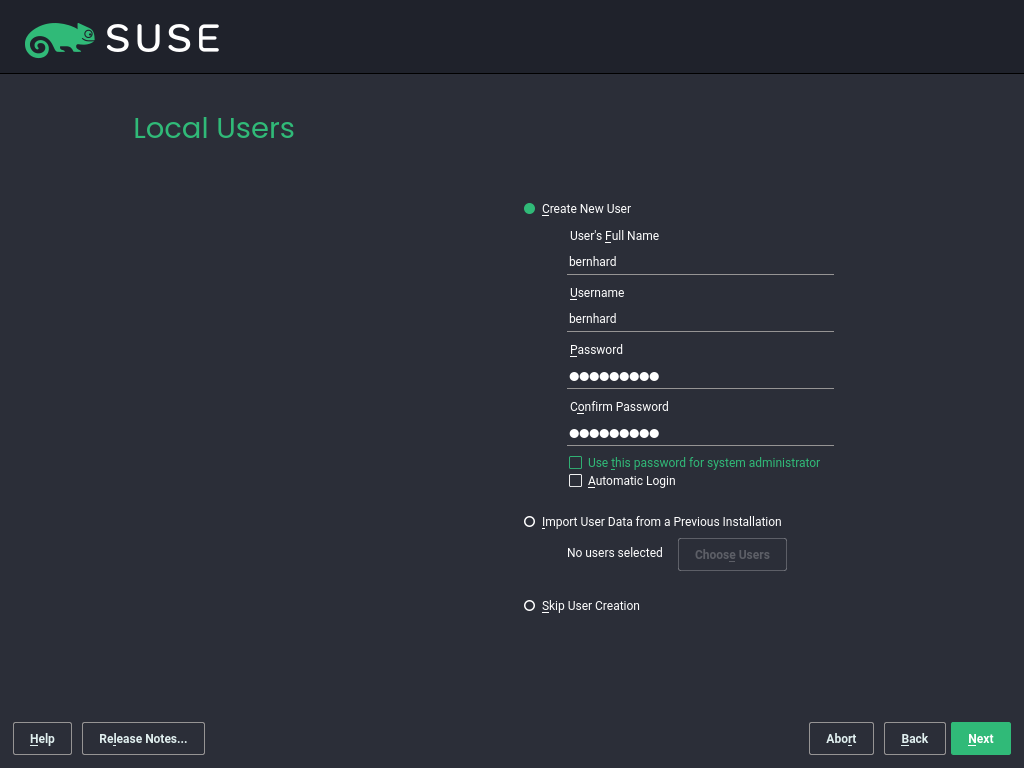 SUSE
Local Users
Create New User
User's Full Name
bernhard
Username
bernhard
Password
●●●●●●●●●
Confirm Password
●●●●●●●●●
Use this password for system administrator
Automatic Login
Import User Data from a Previous Installation
No users selected Choose Users
Skip User Creation
Help Release Notes... Abort Back Next